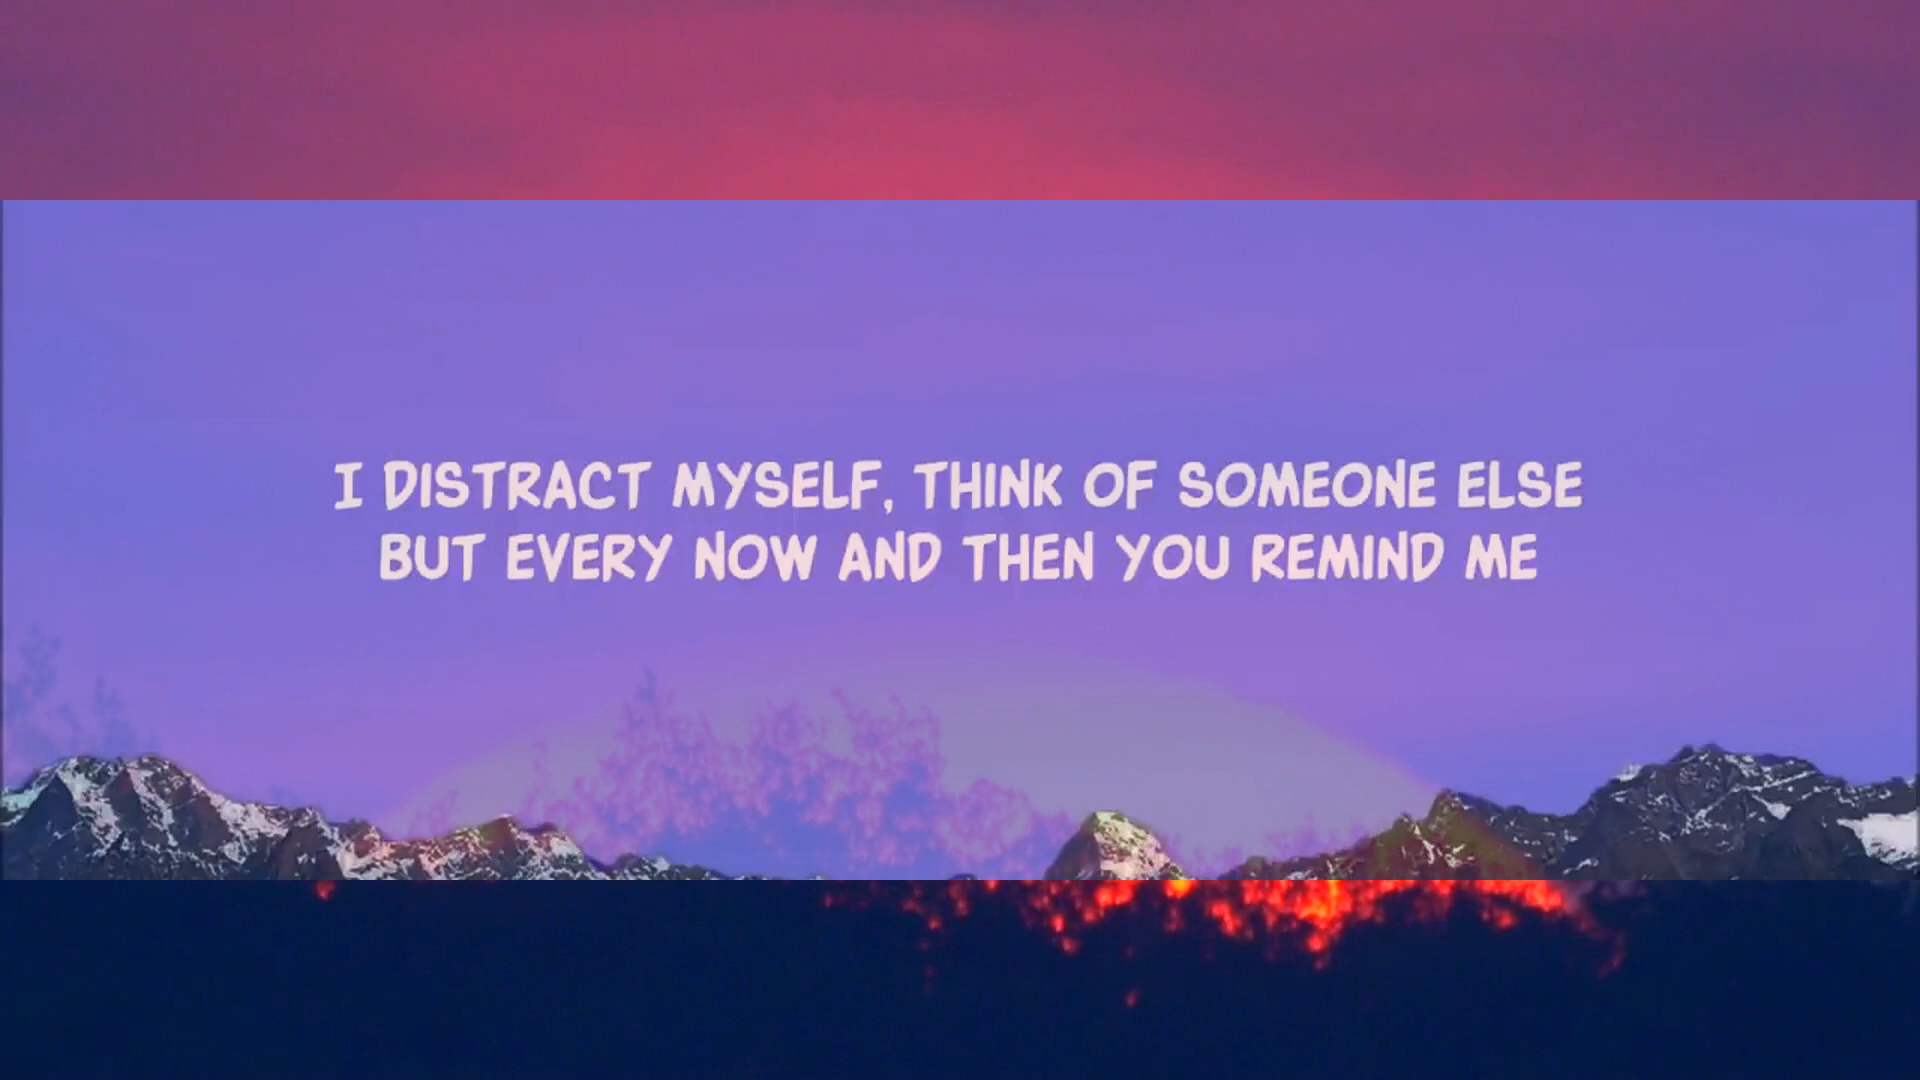 I DISTRACT MYSELF, THINK OF SOMEONE ELSE
BUT EVERY NOW AND THEN YOU REMIND ME